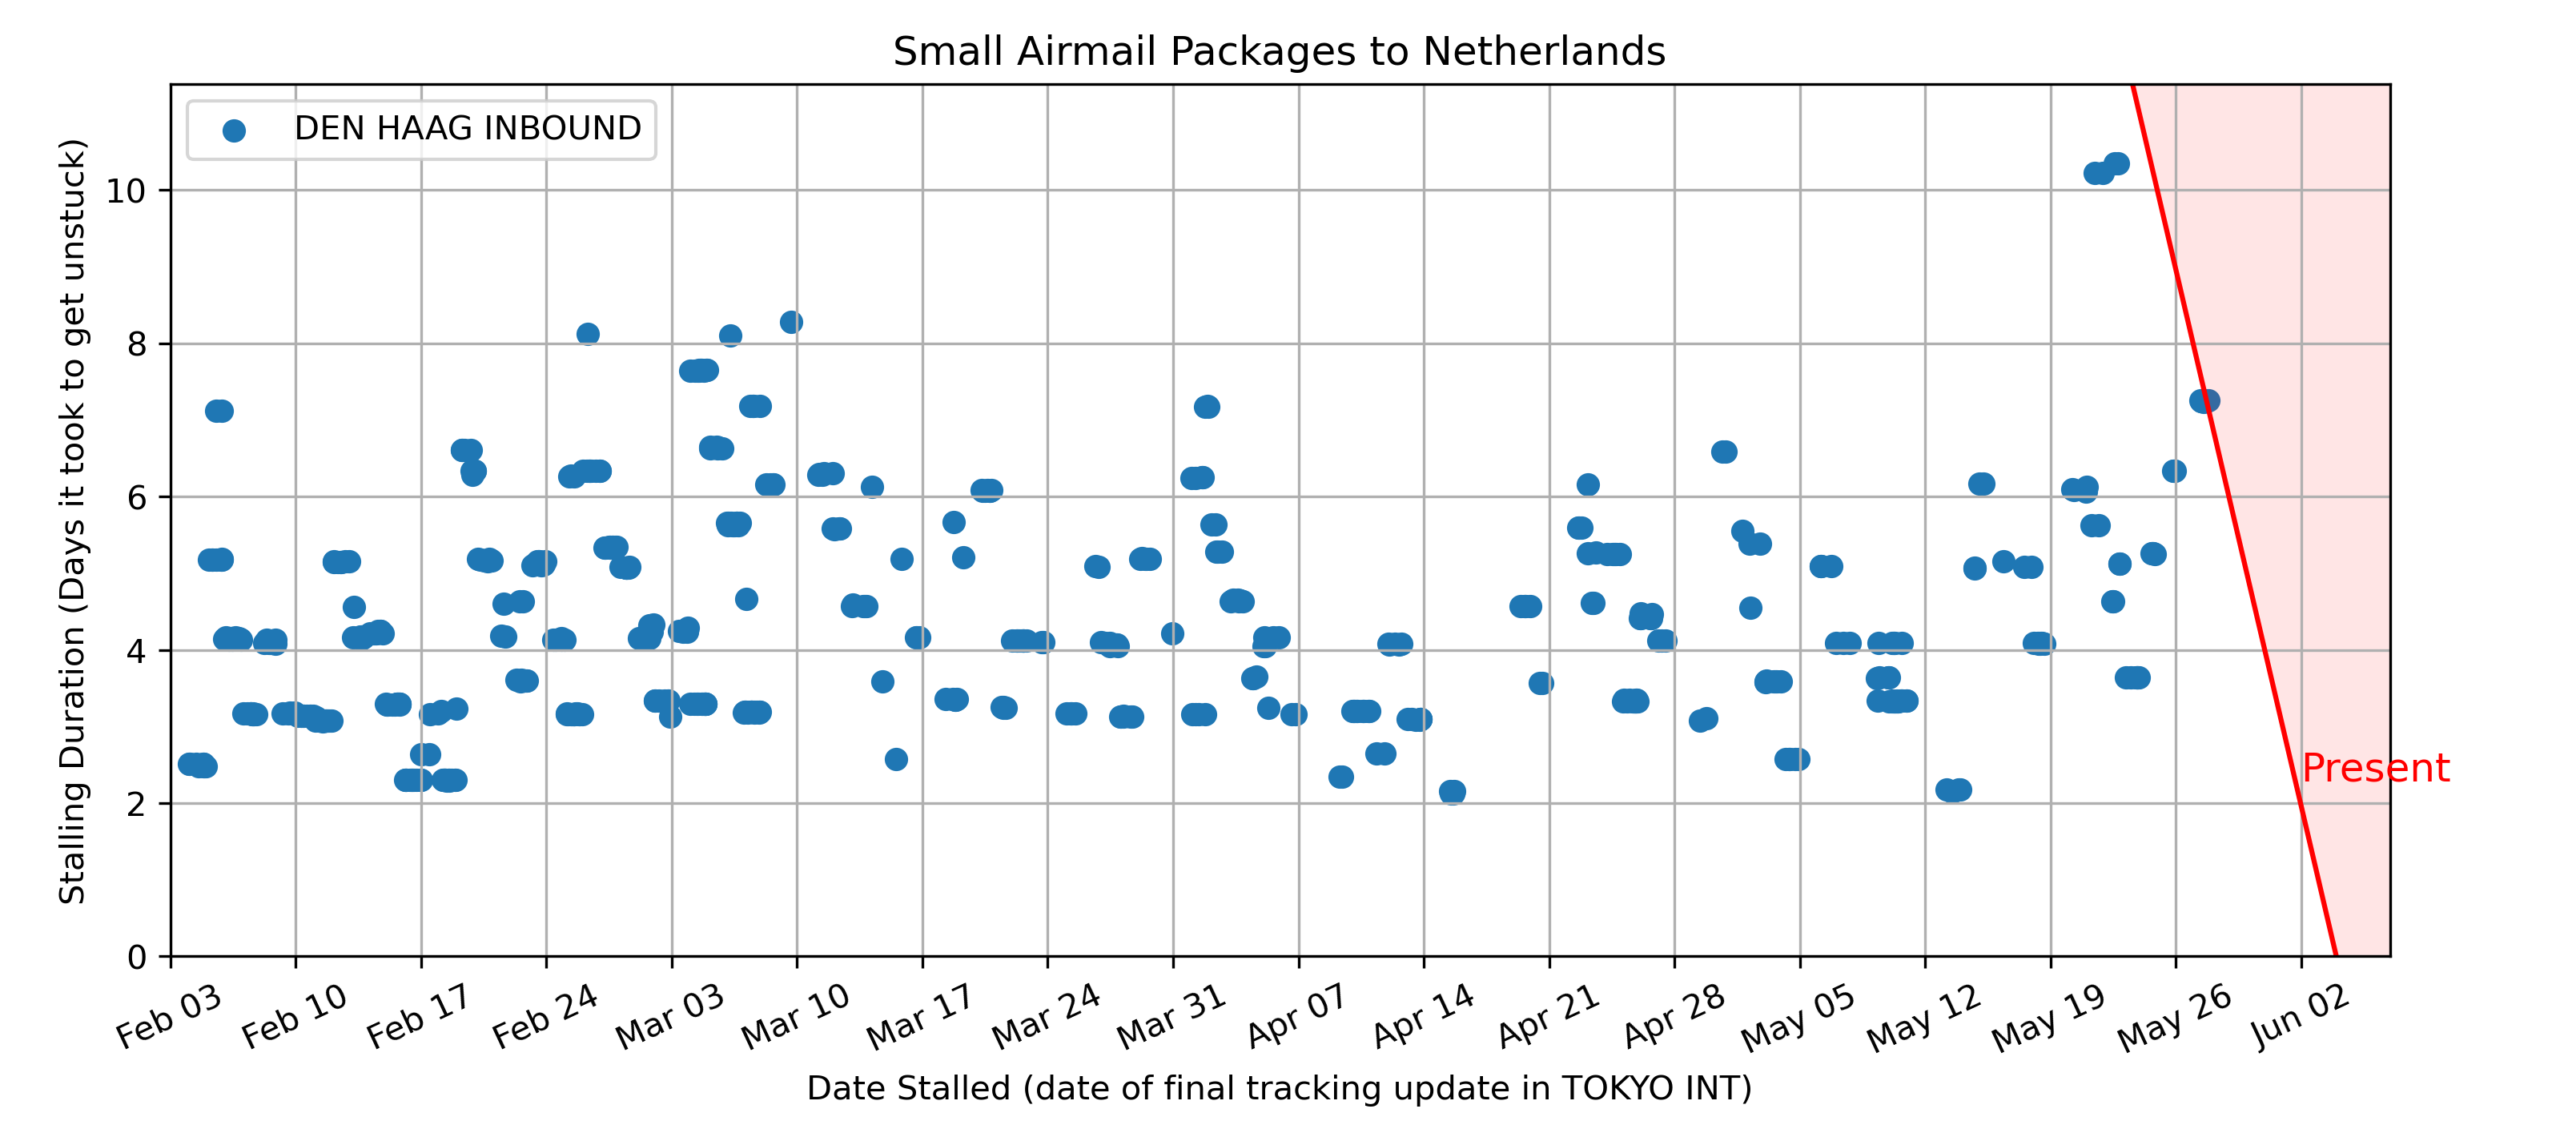 Small Airmail Packages to Netherlands
DEN HAAG INBOUND
Stalling Duration (Days it took to get unstuck)
10
8
6
4
2
0
Present
Feb 03
Feb 10
Feb 17
Feb 24
Mar 03
Mar 10
Mar 17
Mar 24
Mar 31
Apr 07
Apr 14
Apr 21
Apr 28
May 05
May 12
May 19
May 26
Jun 02
Date Stalled (date of final tracking update in TOKYO INT)